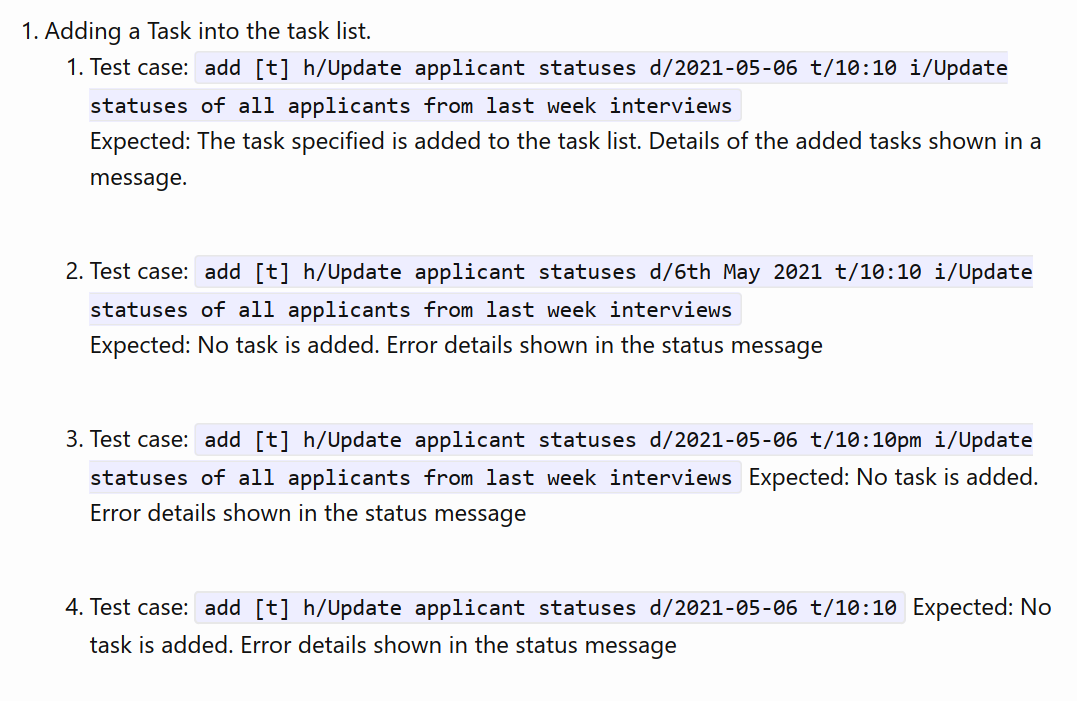 1. Adding a Task into the task list.
1. Test case: add [t] h/Update applicant statuses d/2021-05-06 t/10:10 i/Update
statuses of all applicants from last week interviews
Expected: The task specified is added to the task list. Details of the added tasks shown in a
message.
2. Test case: add [t] h/Update applicant statuses d/6th May 2021 t/10:10 i/Update
statuses of all applicants from last week interviews
Expected: No task is added. Error details shown in the status message
3. Test case: add [t] h/Update applicant statuses d/2021-05-06 t/10:10pm i/Update
statuses of all applicants from last week interviews Expected: No task is added.
Error details shown in the status message
4. Test case: add [t] h/Update applicant statuses d/2021-05-06 t/10:10 Expected: No
task is added. Error details shown in the status message